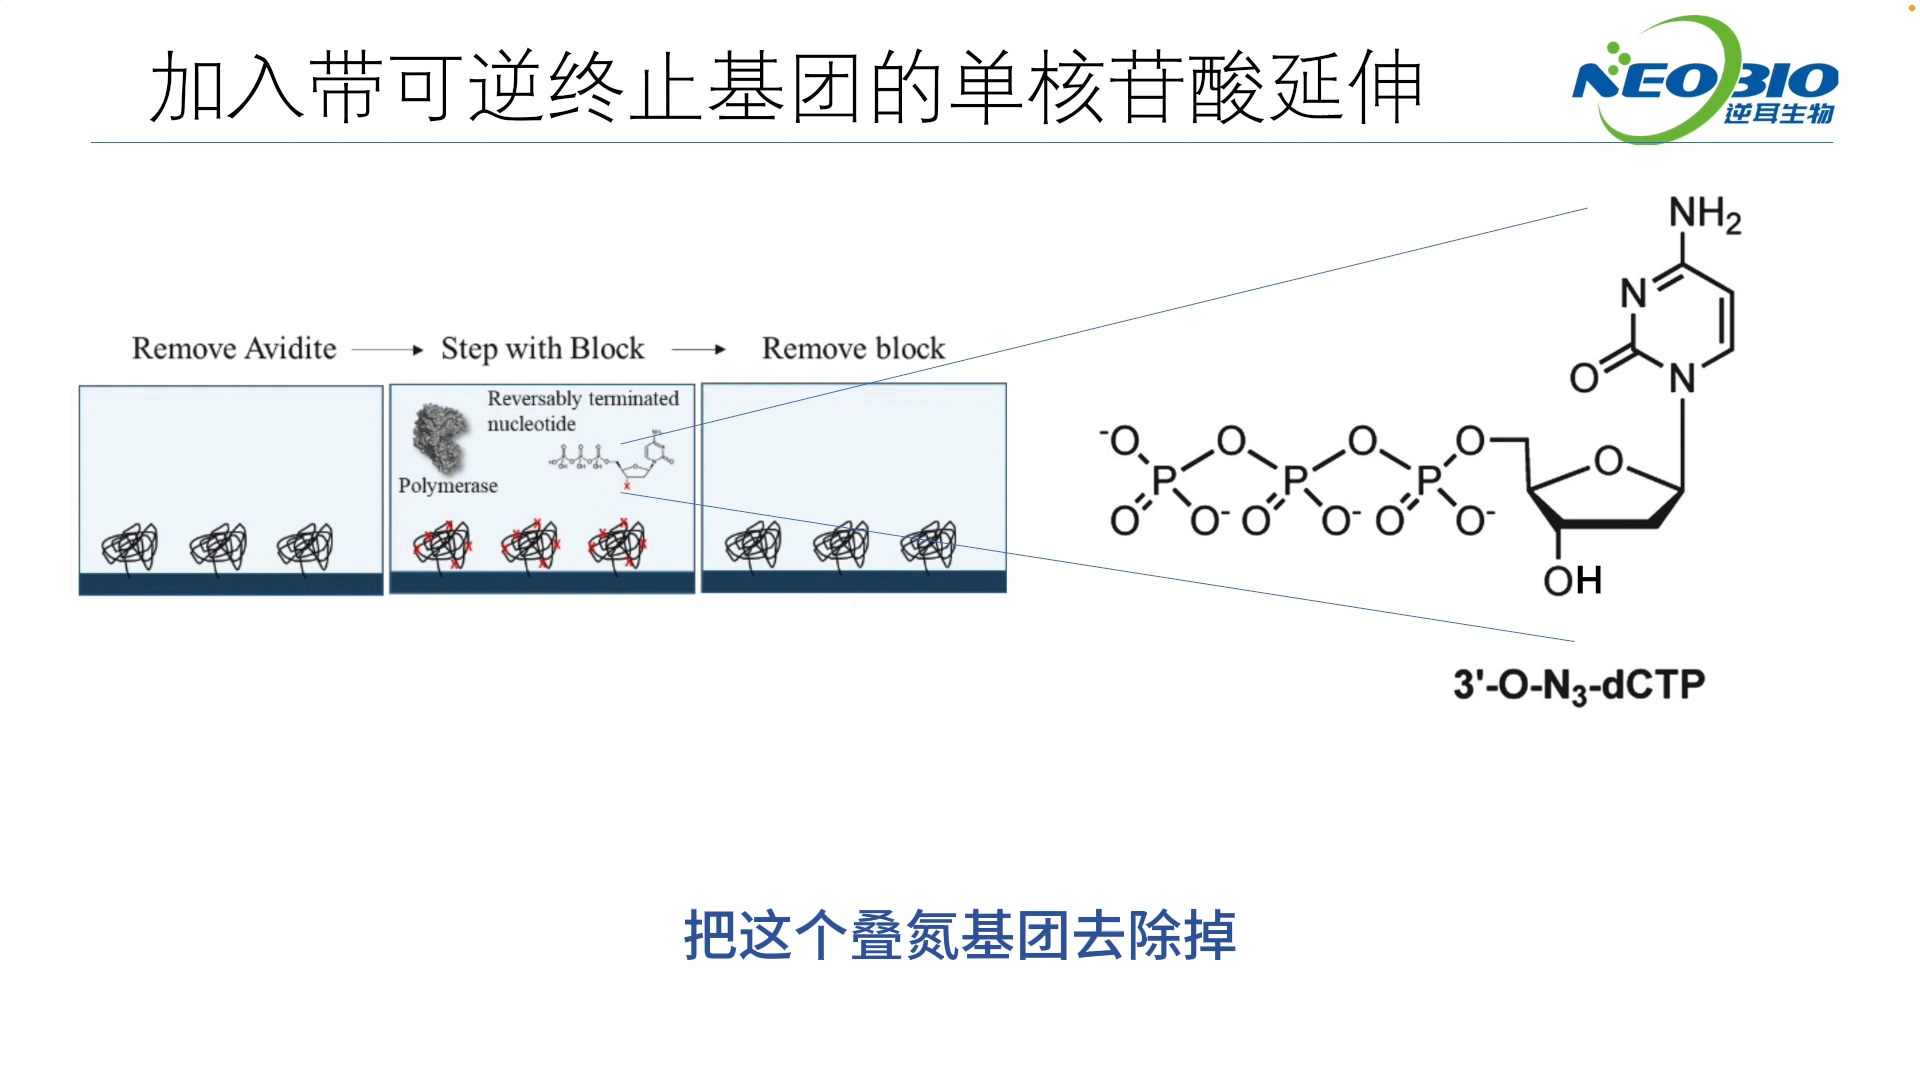 加入带可逆终止基团的单核苷酸延伸
NEOBIO
逆耳生物
Remove Avidite
Step with Block
Remove block
Reversably terminated
nucleotide
Polymerase
NH2
N
O
N
-O O O O O
P P P
O O- O O- O O-
OH
3'-O-N3-dCTP
把这个叠氮基团去除掉